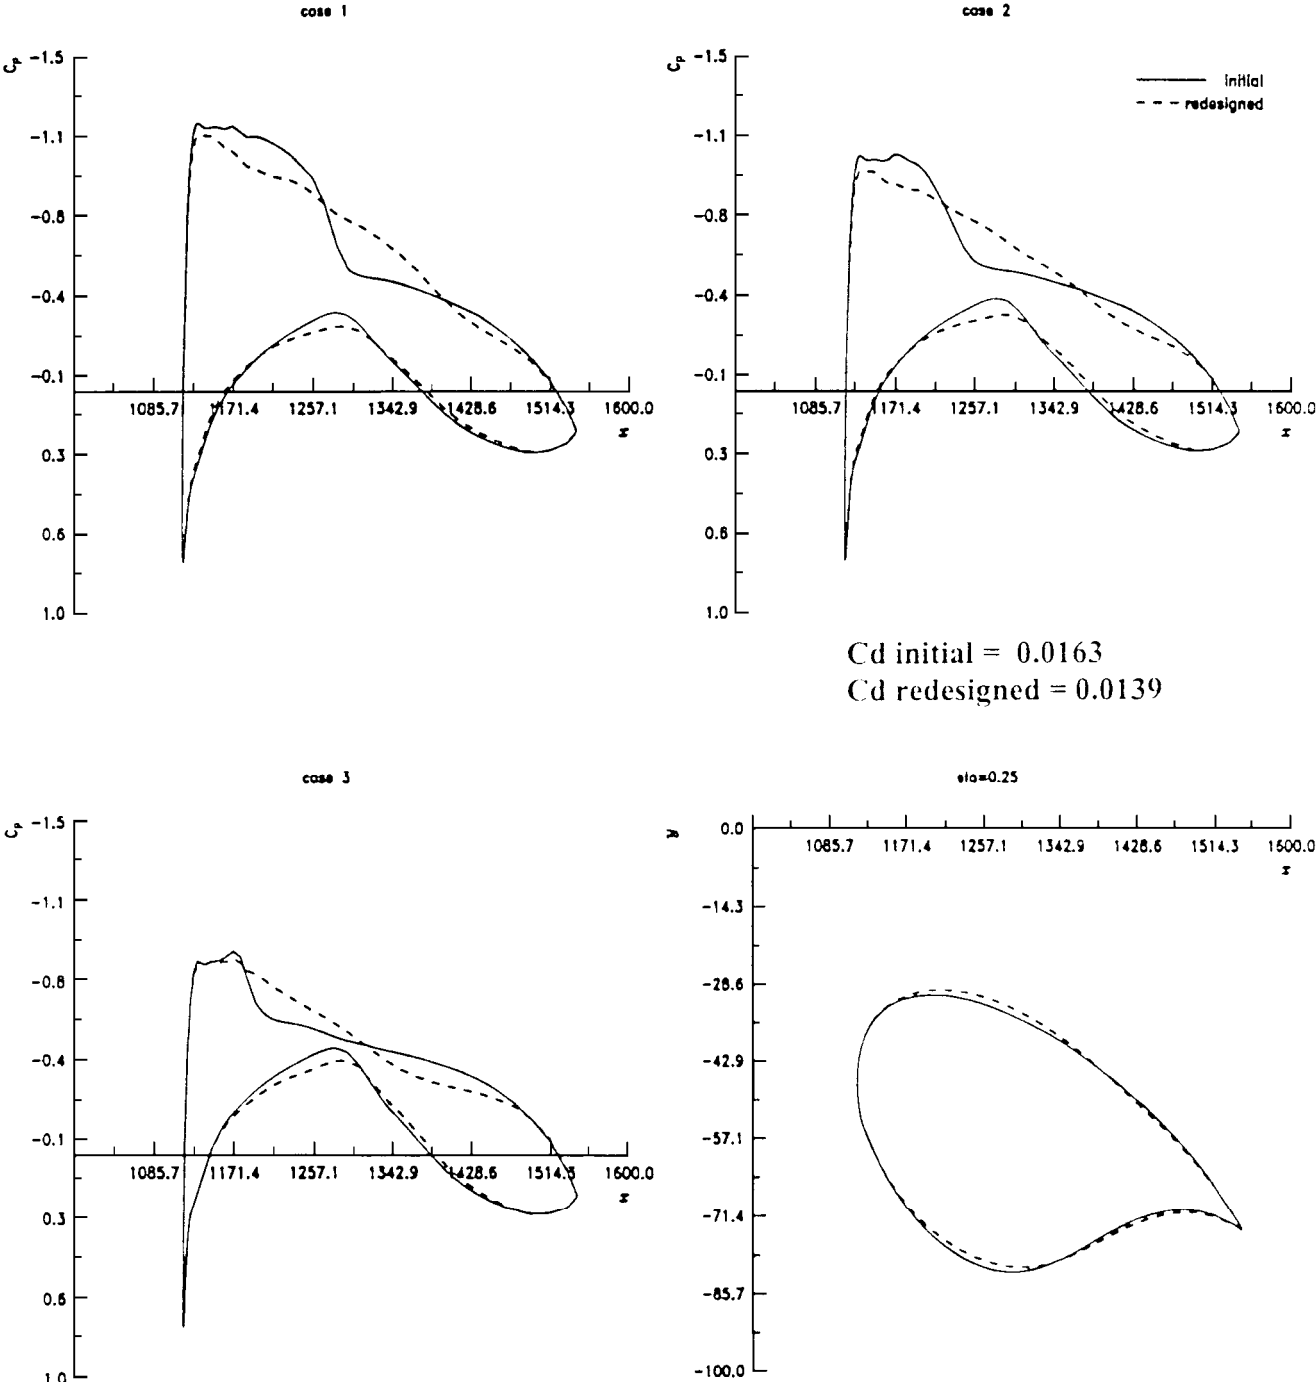 case 1
Cp
-1.5
-1.1
-0.8
-0.4
-0.1
0.3
0.6
1.0
1085.7 1171.4 1257.1 1342.9 1428.6 1514.3 1600.0
x
case 2
Cp
-1.5
-1.1
-0.8
-0.4
-0.1
0.3
0.6
1.0
1085.7 1171.4 1257.1 1342.9 1428.6 1514.3 1600.0
x
initial
redesigned
Cd initial = 0.0163
Cd redesigned = 0.0139
case 3
Cp
-1.5
-1.1
-0.8
-0.4
-0.1
0.3
0.6
1.0
1085.7 1171.4 1257.1 1342.9 1428.6 1514.3 1600.0
x
eta=0.25
y
0.0
-14.3
-28.6
-42.9
-57.1
-71.4
-85.7
-100.0
1085.7 1171.4 1257.1 1342.9 1428.6 1514.3 1600.0
x